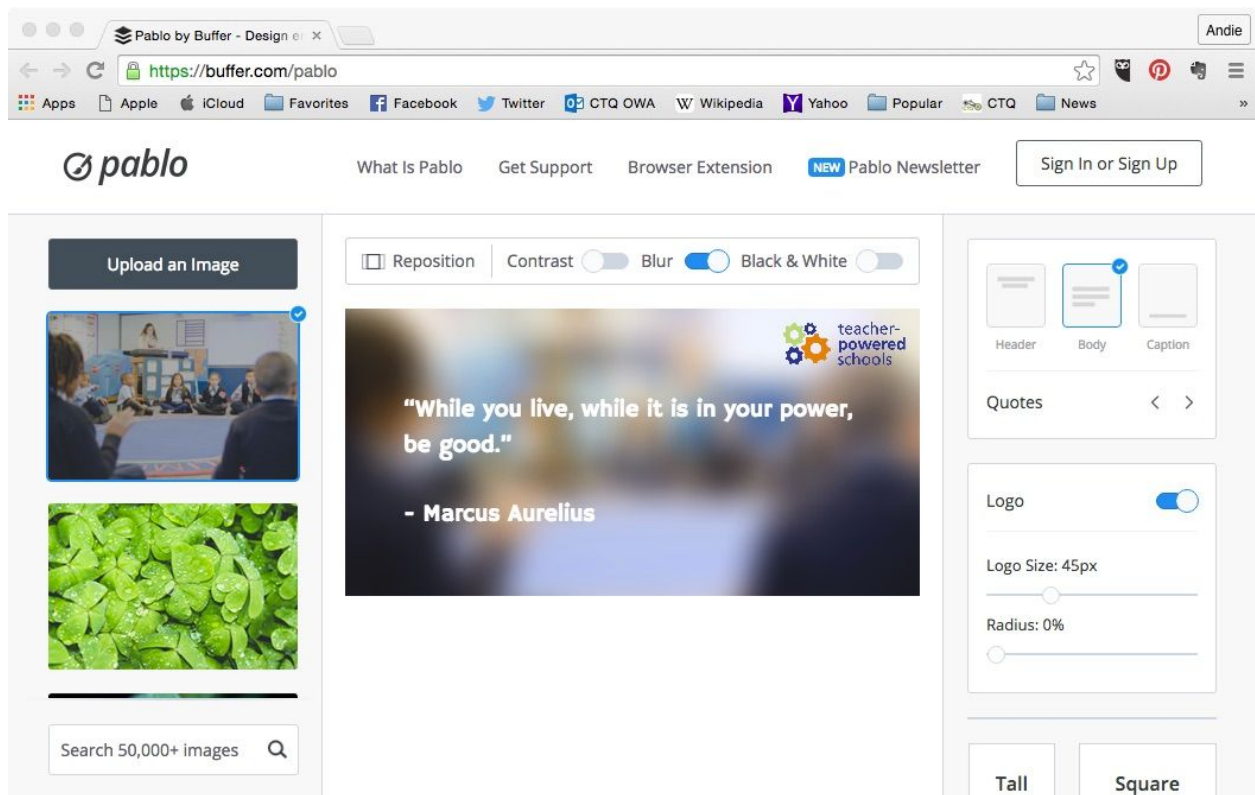 Pablo by Buffer - Design e
Andie
https://buffer.com/pablo
Apps Apple iCloud Favorites Facebook Twitter CTQ OWA Wikipedia Yahoo Popular CTQ News »
pablo
What Is Pablo Get Support Browser Extension NEW Pablo Newsletter Sign In or Sign Up
Upload an Image
Reposition Contrast Blur Black & White
teacher-
powered
schools
“While you live, while it is in your power,
be good.”
- Marcus Aurelius
Header Body Caption
Quotes
Logo
Logo Size: 45px
Radius: 0%
Search 50,000+ images
Tall Square